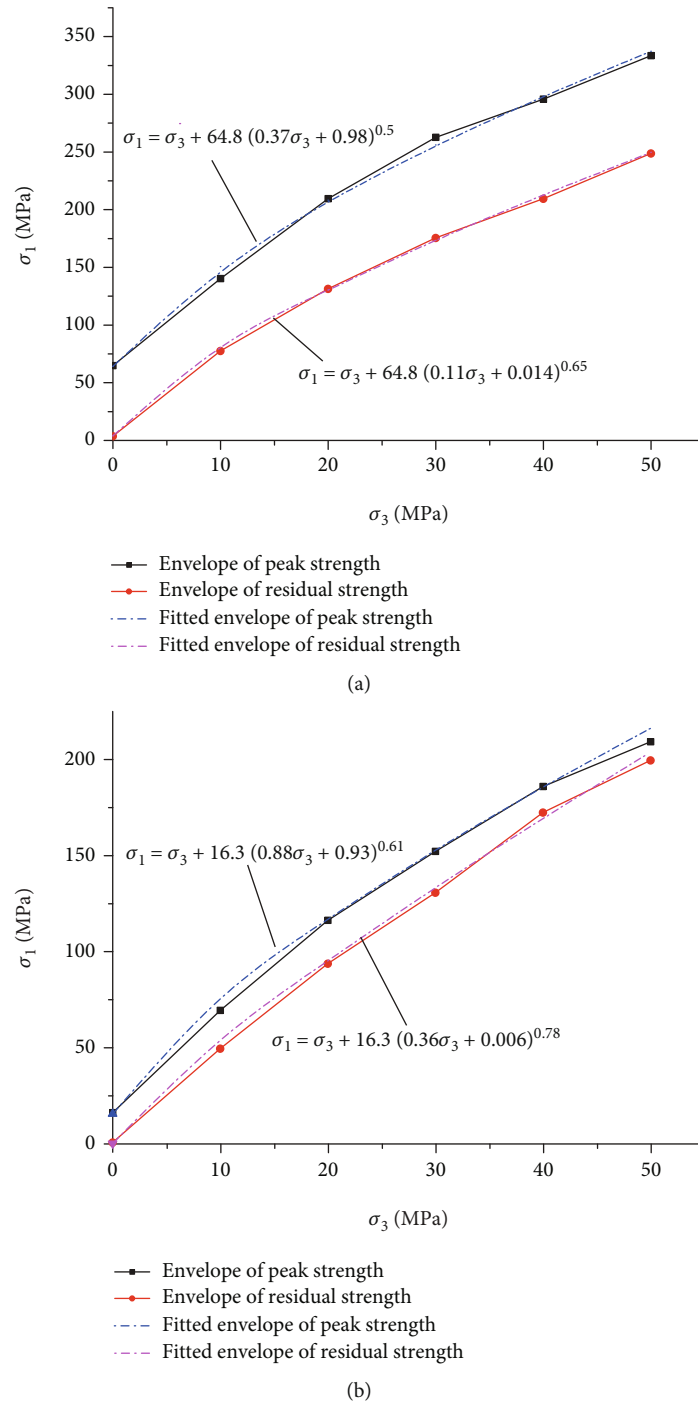 350
300
250
200
150
100
50
0
σ1 (MPa)
σ1 = σ3 + 64.8 (0.37σ3 + 0.98)^0.5
σ1 = σ3 + 64.8 (0.11σ3 + 0.014)^0.65
0 10 20 30 40 50
σ3 (MPa)
Envelope of peak strength
Envelope of residual strength
Fitted envelope of peak strength
Fitted envelope of residual strength
(a)
200
150
100
50
0
σ1 (MPa)
σ1 = σ3 + 16.3 (0.88σ3 + 0.93)^0.61
σ1 = σ3 + 16.3 (0.36σ3 + 0.006)^0.78
0 10 20 30 40 50
σ3 (MPa)
Envelope of peak strength
Envelope of residual strength
Fitted envelope of peak strength
Fitted envelope of residual strength
(b)